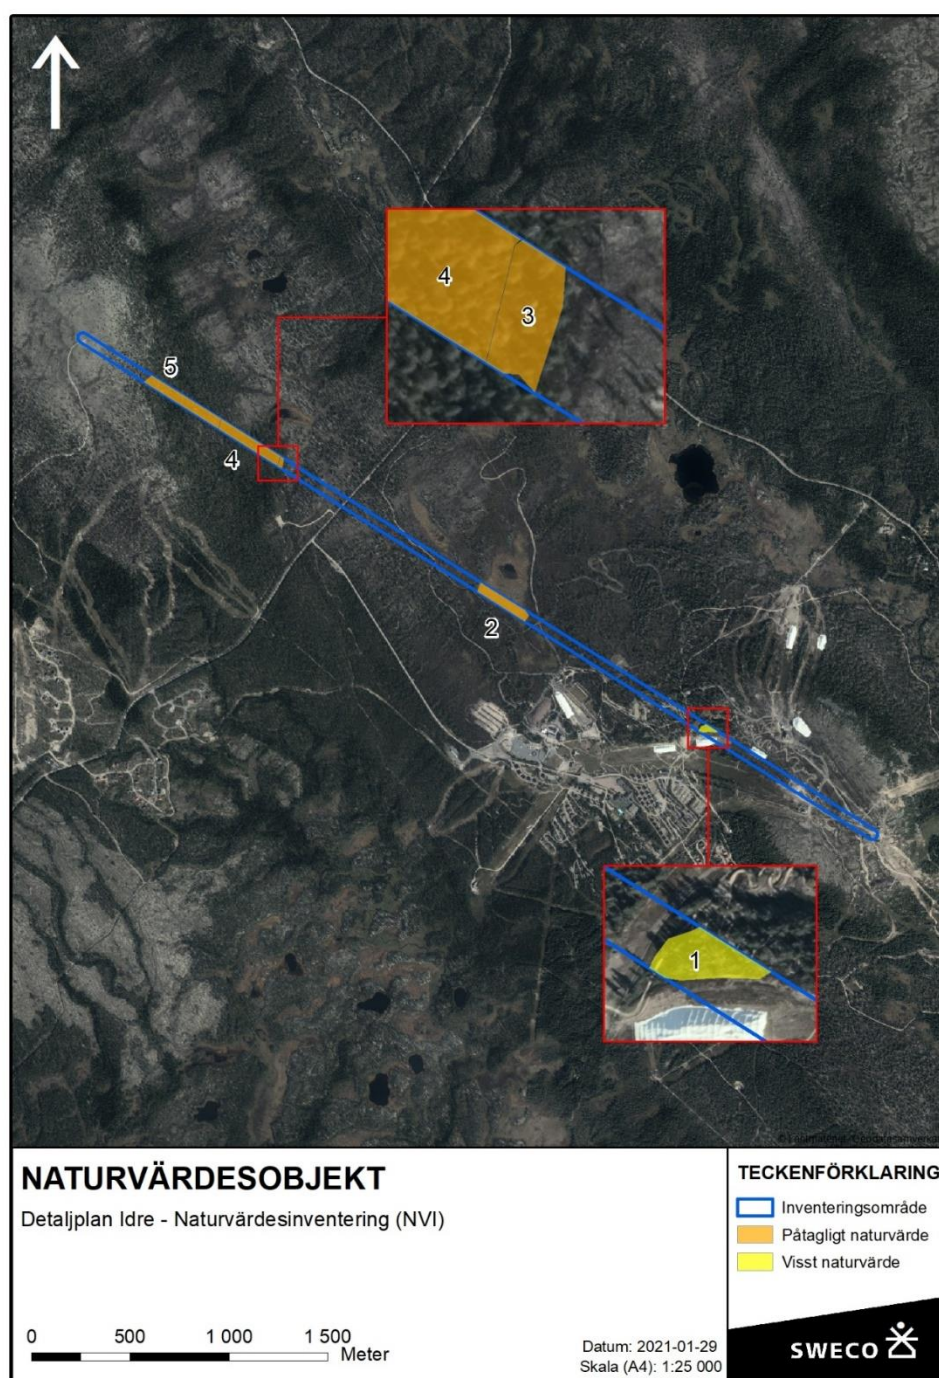 4
3
5
4
2
1
NATURVÄRDESOBJEKT
Detaljplan Idre - Naturvärdesinventering (NVI)
0 500 1 000 1 500
Meter
Datum: 2021-01-29
Skala (A4): 1:25 000
TECKENFÖRKLARING
Inventeringsområde
Påtagligt naturvärde
Visst naturvärde
SWECO